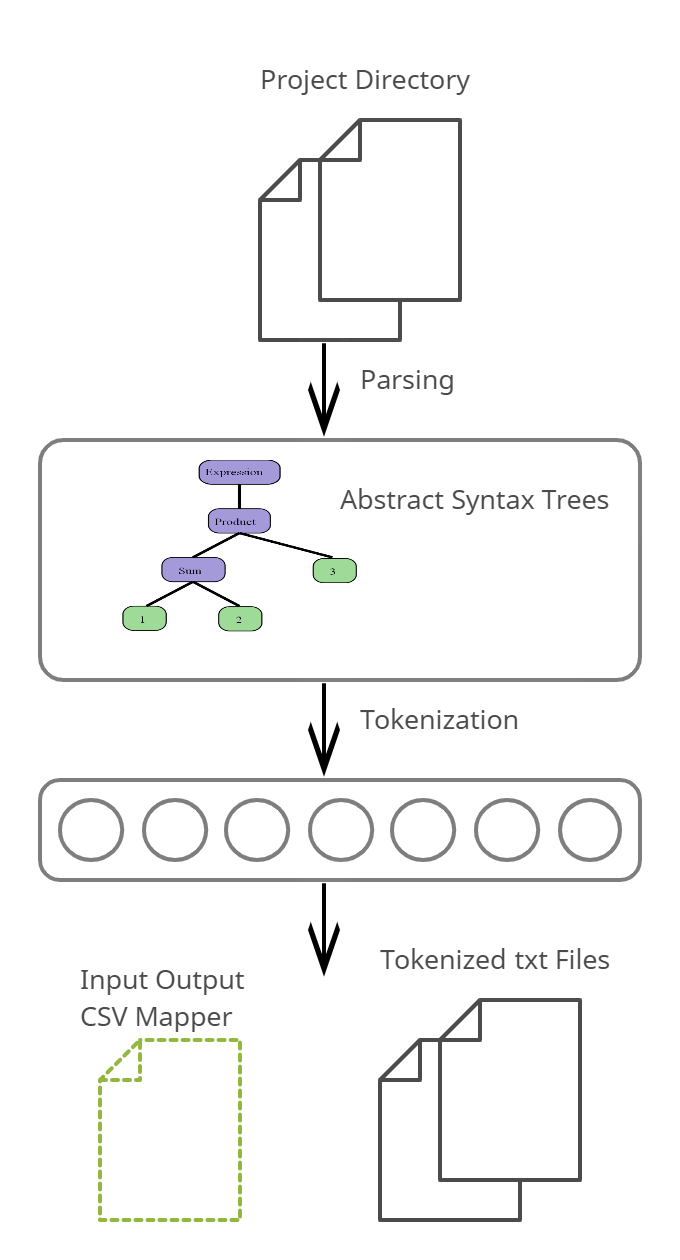 Project Directory
Parsing
Expression
Abstract Syntax Trees
Product
Sum
3
1
2
Tokenization
Tokenized txt Files
Input Output
CSV Mapper